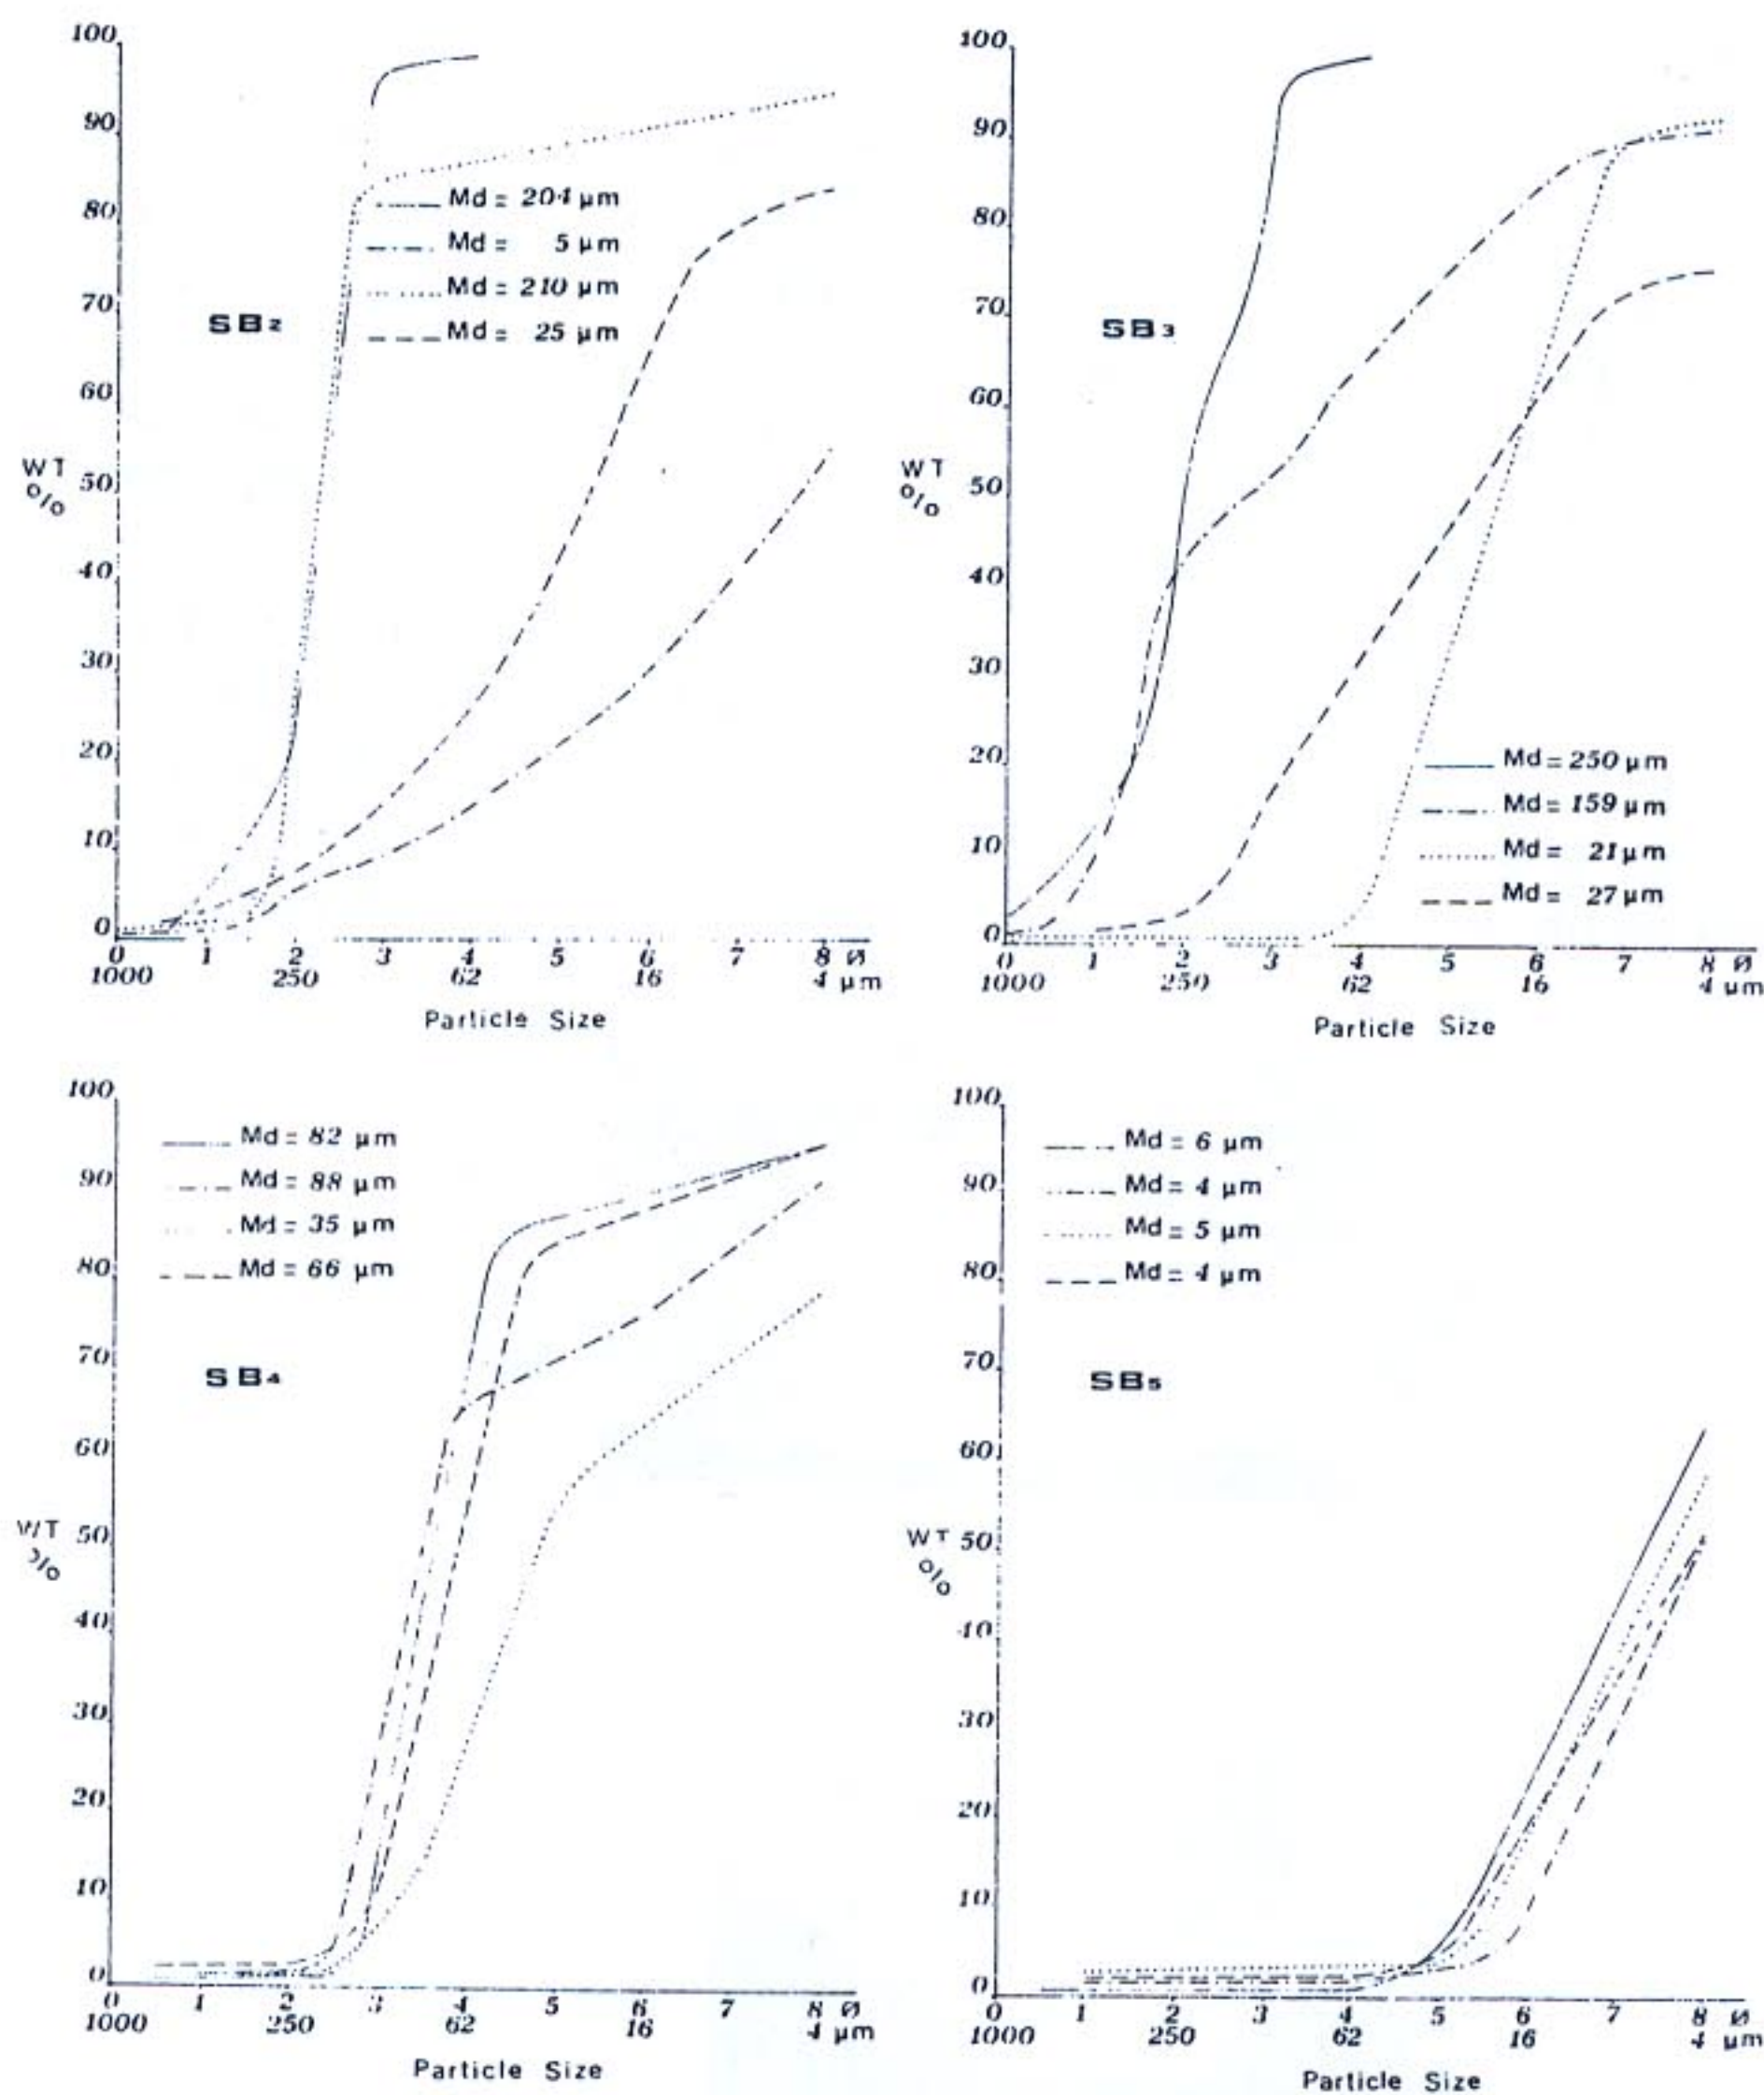 100
90
80
70
60
50
40
30
20
10
0
WT
o/o
SB2
Md = 204 µm
Md = 5 µm
Md = 210 µm
Md = 25 µm
0 1 2 3 4 5 6 7 8 Ø
1000 250 62 16 4 µm
Particle Size
100
90
80
70
60
50
40
30
20
10
0
WT
o/o
SB3
Md = 250 µm
Md = 159 µm
Md = 21 µm
Md = 27 µm
0 1 2 3 4 5 6 7 8 Ø
1000 250 62 16 4 µm
Particle Size
100
90
80
70
60
50
40
30
20
10
0
WT
o/o
Md = 82 µm
Md = 88 µm
Md = 35 µm
Md = 66 µm
SB4
0 1 2 3 4 5 6 7 8 Ø
1000 250 62 16 4 µm
Particle Size
100
90
80
70
60
50
40
30
20
10
0
WT
o/o
Md = 6 µm
Md = 4 µm
Md = 5 µm
Md = 4 µm
SB5
0 1 2 3 4 5 6 7 8 Ø
1000 250 62 16 4 µm
Particle Size